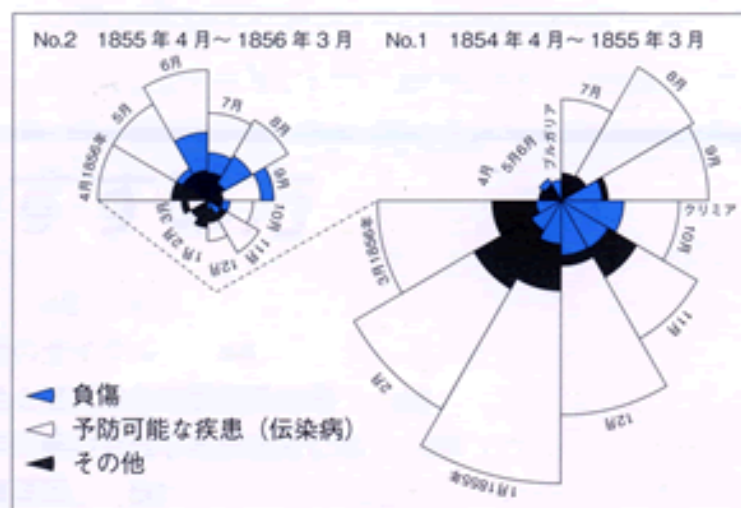 No.2 1855年4月～1856年3月
No.1 1854年4月～1855年3月
6月
5月
4月1856年
7月
8月
9月
10月
11月
12月
1月
2月
3月
ブルガリア
7月
8月
9月
クリミア
10月
11月
12月
1月1855年
2月
3月1856年
4月
5月
6月
負傷
予防可能な疾患（伝染病）
その他